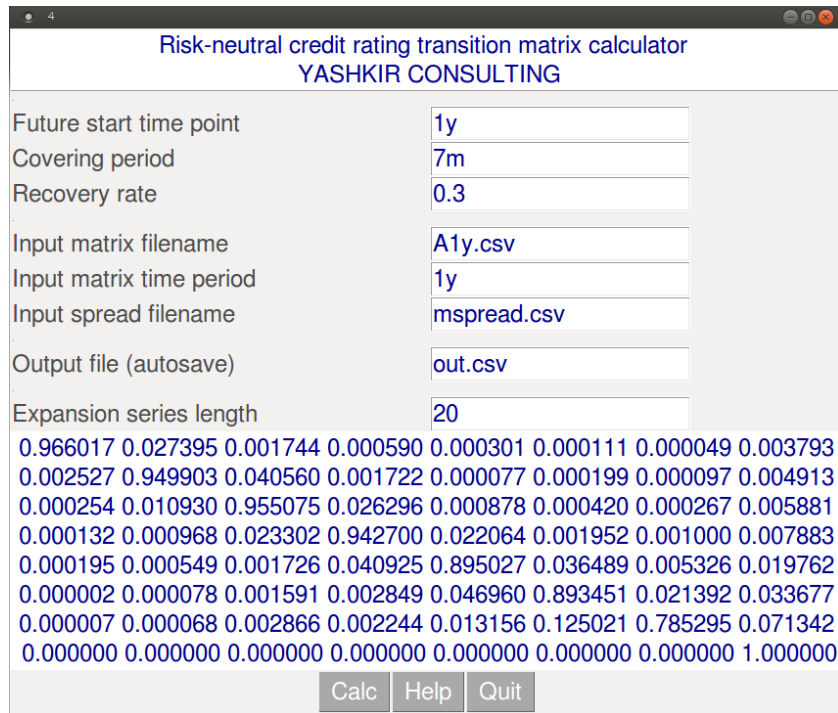 4
Risk-neutral credit rating transition matrix calculator
YASHKIR CONSULTING
Future start time point 1y
Covering period 7m
Recovery rate 0.3
Input matrix filename A1y.csv
Input matrix time period 1y
Input spread filename mspread.csv
Output file (autosave) out.csv
Expansion series length 20
0.966017 0.027395 0.001744 0.000590 0.000301 0.000111 0.000049 0.003793
0.002527 0.949903 0.040560 0.001722 0.000077 0.000199 0.000097 0.004913
0.000254 0.010930 0.955075 0.026296 0.000878 0.000420 0.000267 0.005881
0.000132 0.000968 0.023302 0.942700 0.022064 0.001952 0.001000 0.007883
0.000195 0.000549 0.001726 0.040925 0.895027 0.036489 0.005326 0.019762
0.000002 0.000078 0.001591 0.002849 0.046960 0.893451 0.021392 0.033677
0.000007 0.000068 0.002866 0.002244 0.013156 0.125021 0.785295 0.071342
0.000000 0.000000 0.000000 0.000000 0.000000 0.000000 0.000000 1.000000
Calc Help Quit